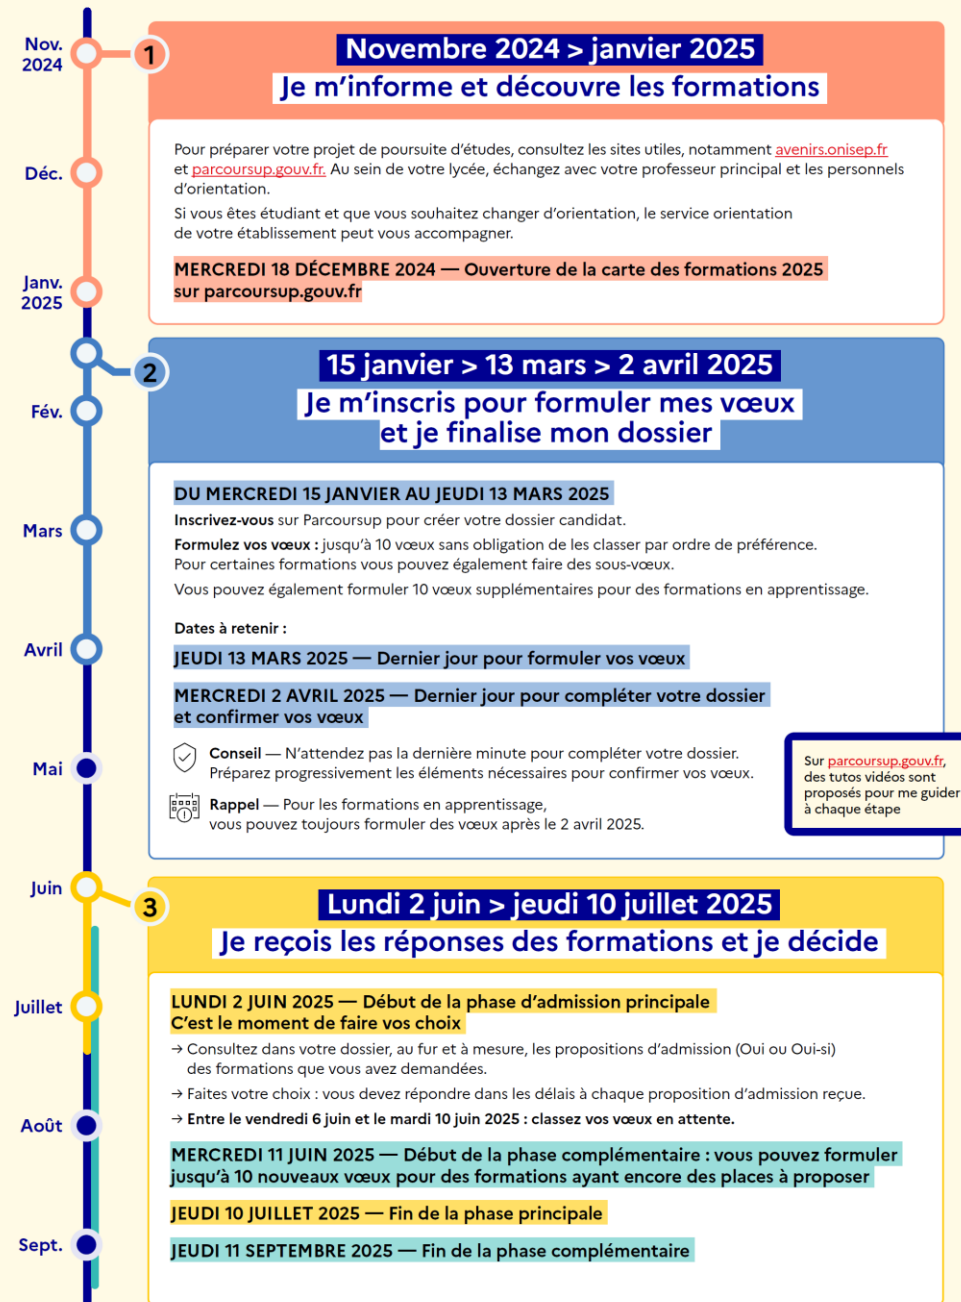 Nov.
2024
Déc.
Janv.
2025
Fév.
Mars
Avril
Mai
Juin
Juillet
Août
Sept.
1
Novembre 2024 > janvier 2025
Je m’informe et découvre les formations
Pour préparer votre projet de poursuite d’études, consultez les sites utiles, notamment avenirs.onisep.fr
et parcoursup.gouv.fr. Au sein de votre lycée, échangez avec votre professeur principal et les personnels
d’orientation.
Si vous êtes étudiant et que vous souhaitez changer d’orientation, le service orientation
de votre établissement peut vous accompagner.
MERCREDI 18 DÉCEMBRE 2024 — Ouverture de la carte des formations 2025
sur parcoursup.gouv.fr
2
15 janvier > 13 mars > 2 avril 2025
Je m’inscris pour formuler mes vœux
et je finalise mon dossier
DU MERCREDI 15 JANVIER AU JEUDI 13 MARS 2025
Inscrivez-vous sur Parcoursup pour créer votre dossier candidat.
Formulez vos vœux : jusqu’à 10 vœux sans obligation de les classer par ordre de préférence.
Pour certaines formations vous pouvez également faire des sous-vœux.
Vous pouvez également formuler 10 vœux supplémentaires pour des formations en apprentissage.
Dates à retenir :
JEUDI 13 MARS 2025 — Dernier jour pour formuler vos vœux
MERCREDI 2 AVRIL 2025 — Dernier jour pour compléter votre dossier
et confirmer vos vœux
Conseil — N’attendez pas la dernière minute pour compléter votre dossier.
Préparez progressivement les éléments nécessaires pour confirmer vos vœux.
Rappel — Pour les formations en apprentissage,
vous pouvez toujours formuler des vœux après le 2 avril 2025.
Sur parcoursup.gouv.fr,
des tutos vidéos sont
proposés pour me guider
à chaque étape
3
Lundi 2 juin > jeudi 10 juillet 2025
Je reçois les réponses des formations et je décide
LUNDI 2 JUIN 2025 — Début de la phase d’admission principale
C’est le moment de faire vos choix
→ Consultez dans votre dossier, au fur et à mesure, les propositions d’admission (Oui ou Oui-si)
des formations que vous avez demandées.
→ Faites votre choix : vous devez répondre dans les délais à chaque proposition d’admission reçue.
→ Entre le vendredi 6 juin et le mardi 10 juin 2025 : classez vos vœux en attente.
MERCREDI 11 JUIN 2025 — Début de la phase complémentaire : vous pouvez formuler
jusqu’à 10 nouveaux vœux pour des formations ayant encore des places à proposer
JEUDI 10 JUILLET 2025 — Fin de la phase principale
JEUDI 11 SEPTEMBRE 2025 — Fin de la phase complémentaire